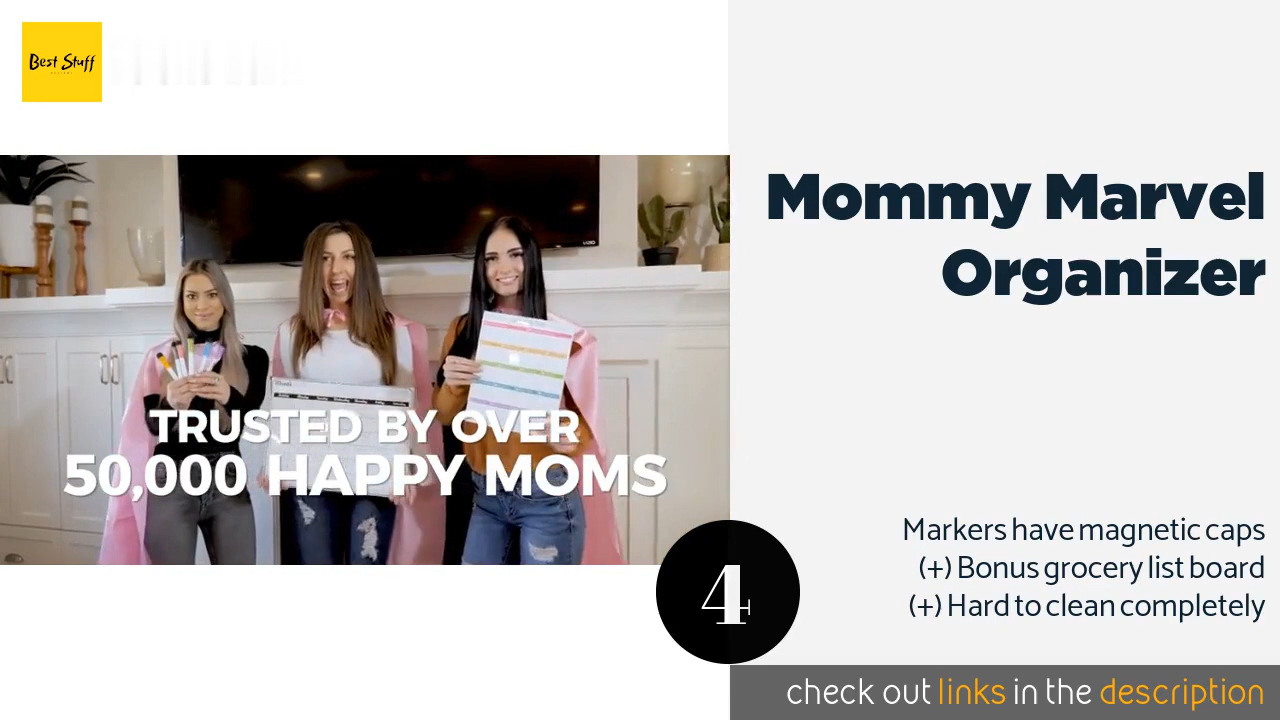 Best Stuff
Mommy Marvel
Organizer
TRUSTED BY OVER
50,000 HAPPY MOMS
4
Markers have magnetic caps
(+) Bonus grocery list board
(+) Hard to clean completely
check out links in the description